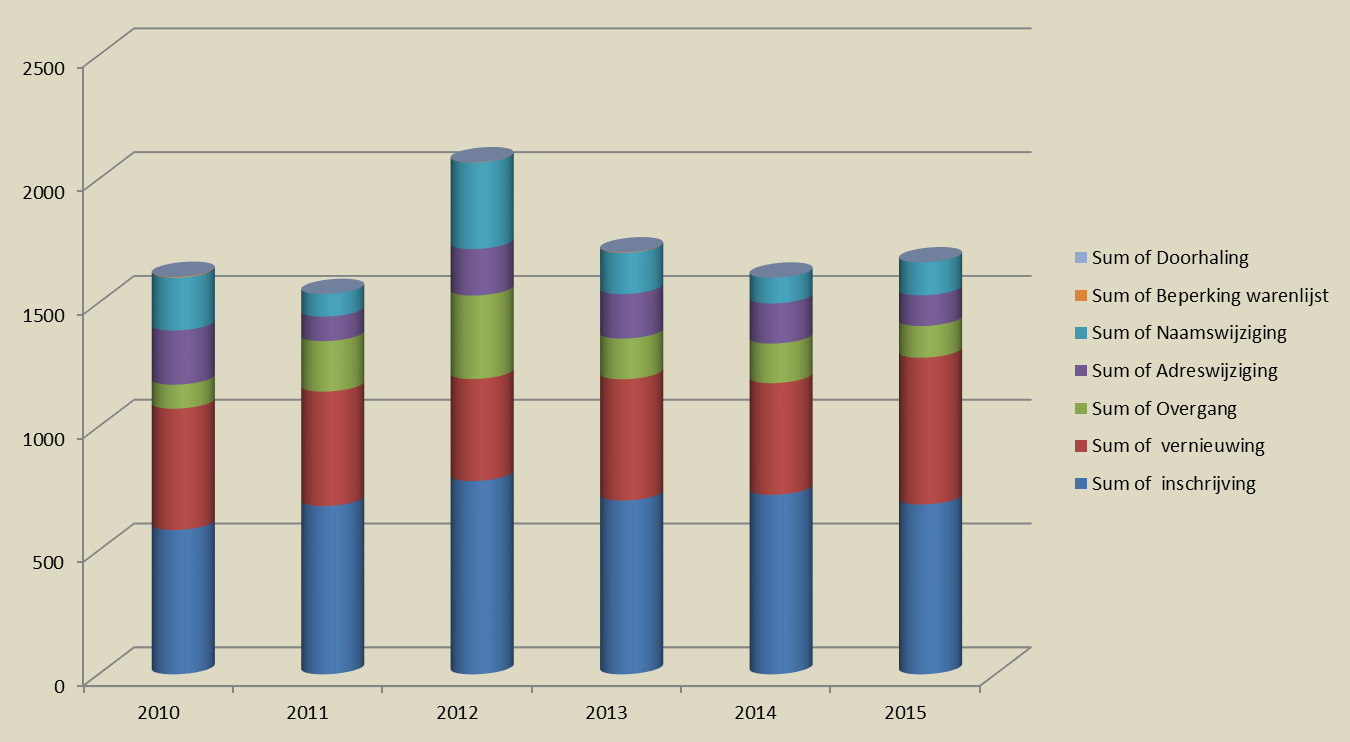 2500
2000
1500
1000
500
0
2010
2011
2012
2013
2014
2015
Sum of Doorhaling
Sum of Beperking warenlijst
Sum of Naamswijziging
Sum of Adreswijziging
Sum of Overgang
Sum of  vernieuwing
Sum of  inschrijving